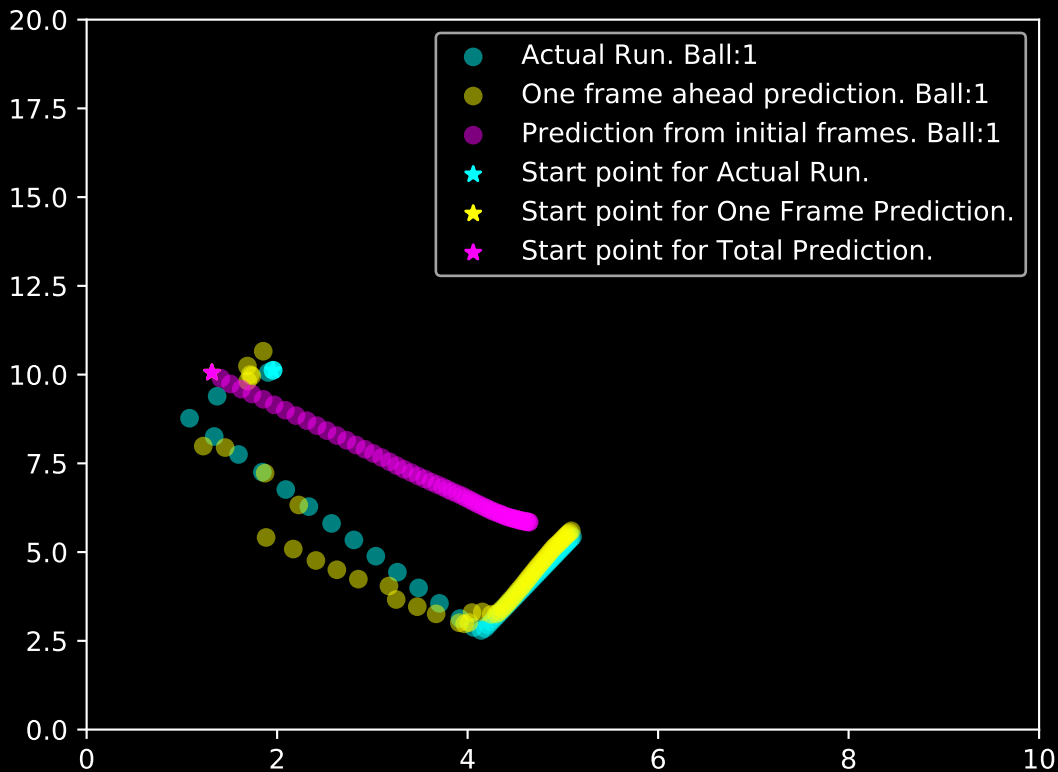 20.0
17.5
15.0
12.5
10.0
7.5
5.0
2.5
0.0
0 2 4 6 8 10
Actual Run. Ball:1
One frame ahead prediction. Ball:1
Prediction from initial frames. Ball:1
Start point for Actual Run.
Start point for One Frame Prediction.
Start point for Total Prediction.